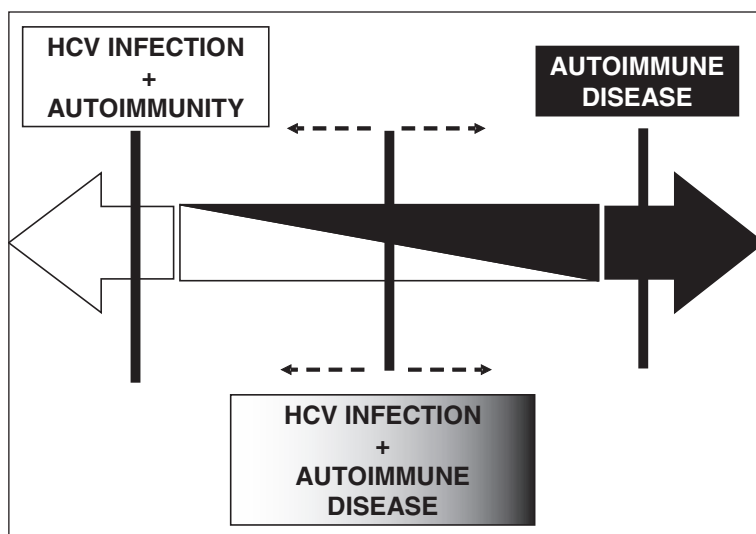 HCV INFECTION
+
AUTOIMMUNITY
AUTOIMMUNE
DISEASE
HCV INFECTION
+
AUTOIMMUNE
DISEASE